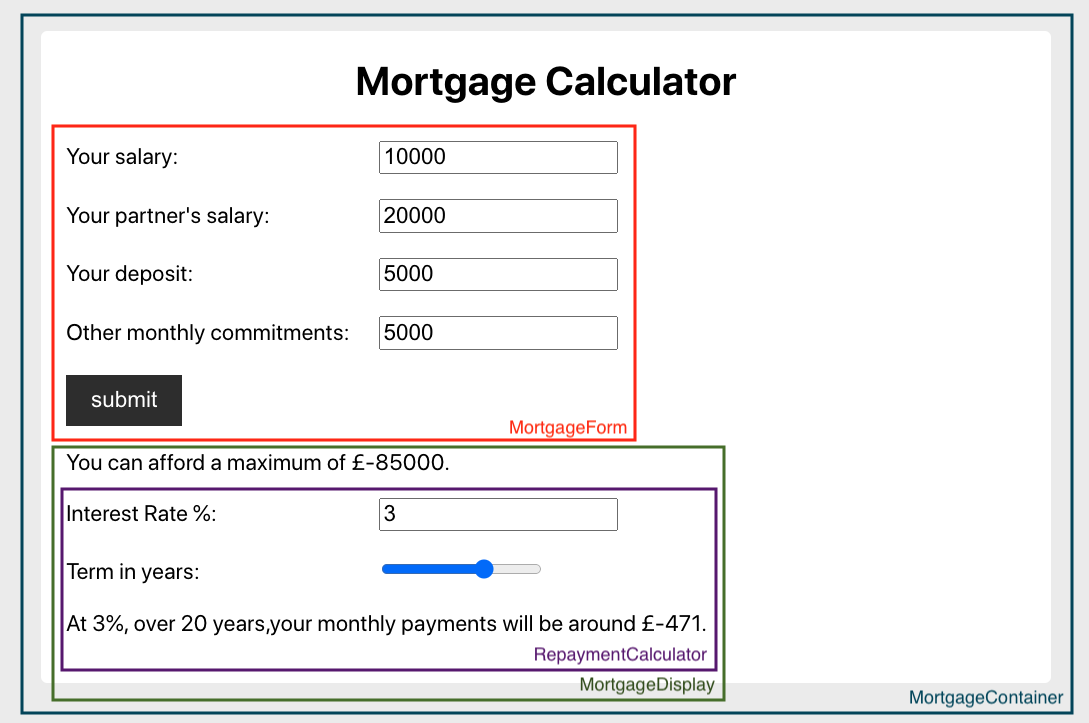 Mortgage Calculator
Your salary: 10000
Your partner's salary: 20000
Your deposit: 5000
Other monthly commitments: 5000
submit
MortgageForm
You can afford a maximum of £-85000.
Interest Rate %: 3
Term in years:
At 3%, over 20 years,your monthly payments will be around £-471.
RepaymentCalculator
MortgageDisplay
MortgageContainer